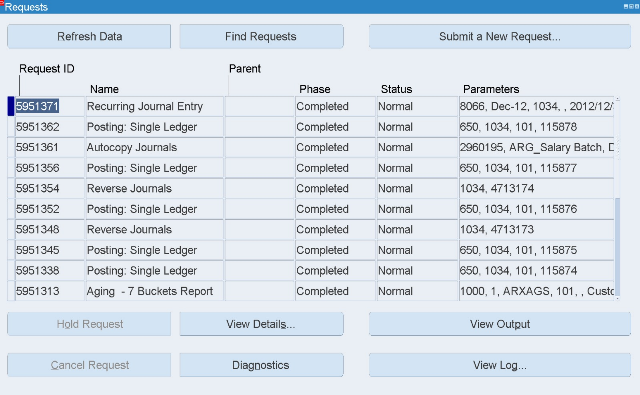 Requests
Refresh Data Find Requests Submit a New Request...
Request ID Parent
Name Phase Status Parameters
5951371 Recurring Journal Entry Completed Normal 8066, Dec-12, 1034, , 2012/12/
5951362 Posting: Single Ledger Completed Normal 650, 1034, 101, 115878
5951361 Autocopy Journals Completed Normal 2960195, ARG_Salary Batch, D
5951356 Posting: Single Ledger Completed Normal 650, 1034, 101, 115877
5951354 Reverse Journals Completed Normal 1034, 4713174
5951352 Posting: Single Ledger Completed Normal 650, 1034, 101, 115876
5951348 Reverse Journals Completed Normal 1034, 4713173
5951345 Posting: Single Ledger Completed Normal 650, 1034, 101, 115875
5951338 Posting: Single Ledger Completed Normal 650, 1034, 101, 115874
5951313 Aging - 7 Buckets Report Completed Normal 1000, 1, ARXAGS, 101, , Custo
Hold Request View Details... View Output
Cancel Request Diagnostics View Log...